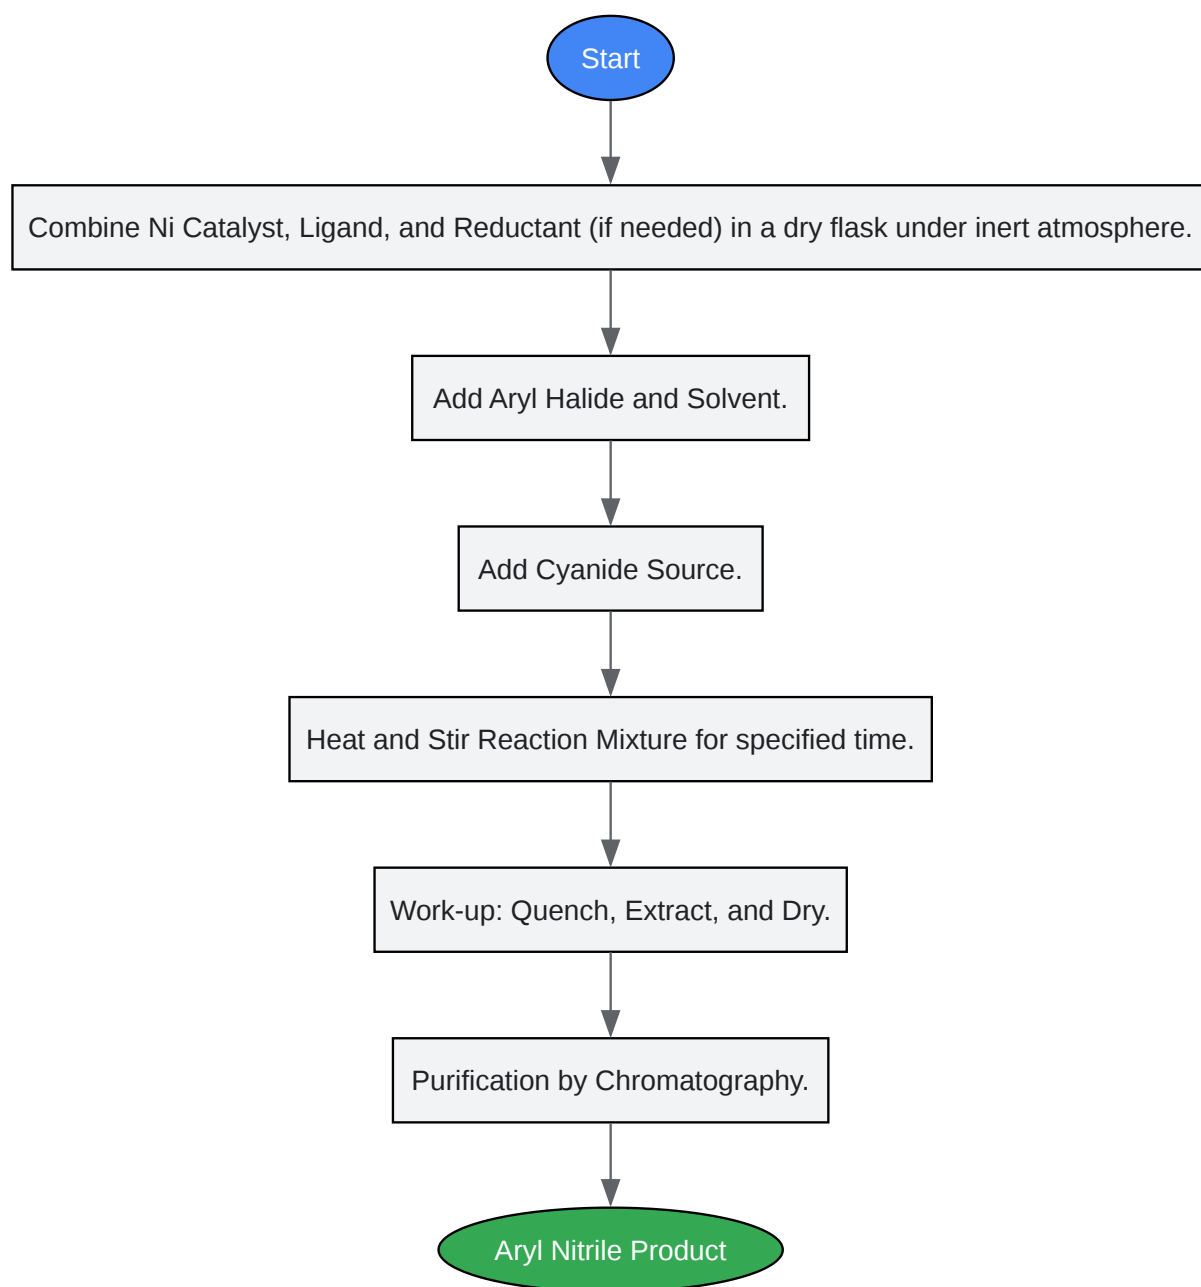 Start
Combine Ni Catalyst, Ligand, and Reductant (if needed) in a dry flask under inert atmosphere.
Add Aryl Halide and Solvent.
Add Cyanide Source.
Heat and Stir Reaction Mixture for specified time.
Work-up: Quench, Extract, and Dry.
Purification by Chromatography.
Aryl Nitrile Product